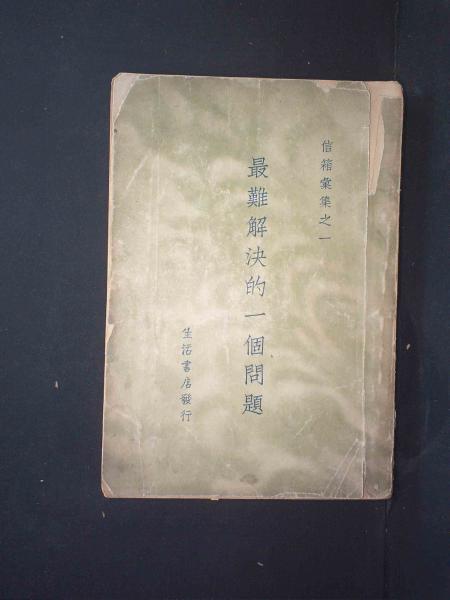 信箱彙集之一
最難解決的一個問題
生活書店發行